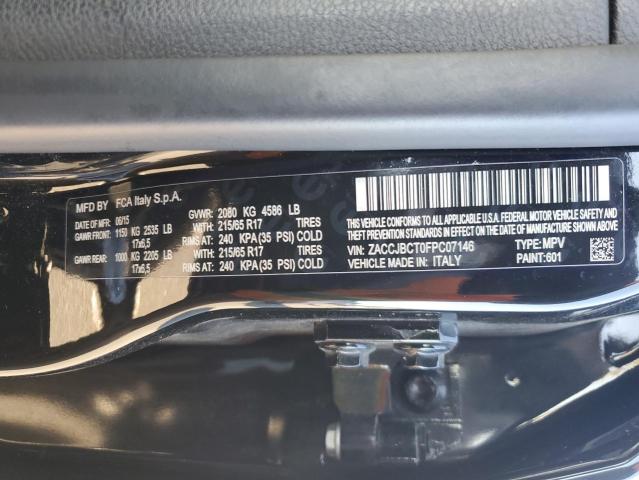 MFD BY FCA Italy S.p.A.
DATE OF MFD: 06/15 GVWR: 2080 KG 4586 LB
GAWR FRONT: 1150 KG 2535 LB WITH: 215/65 R17 TIRES
17x6,5 RIMS AT: 240 KPA(35 PSI) COLD
GAWR REAR: 1000 KG 2205 LB WITH: 215/65 R17 TIRES
17x6,5 RIMS AT: 240 KPA(35 PSI) COLD
THIS VEHICLE CONFORMS TO ALL APPLICABLE
FEDERAL MOTOR VEHICLE SAFETY, BUMPER, AND THEFT
PREVENTION STANDARDS IN EFFECT ON THE DATE OF
MANUFACTURE SHOWN ABOVE.
VIN: ZACCJBCT0FPC07146 TYPE: MPV
VEHICLE MADE IN: ITALY PAINT:601